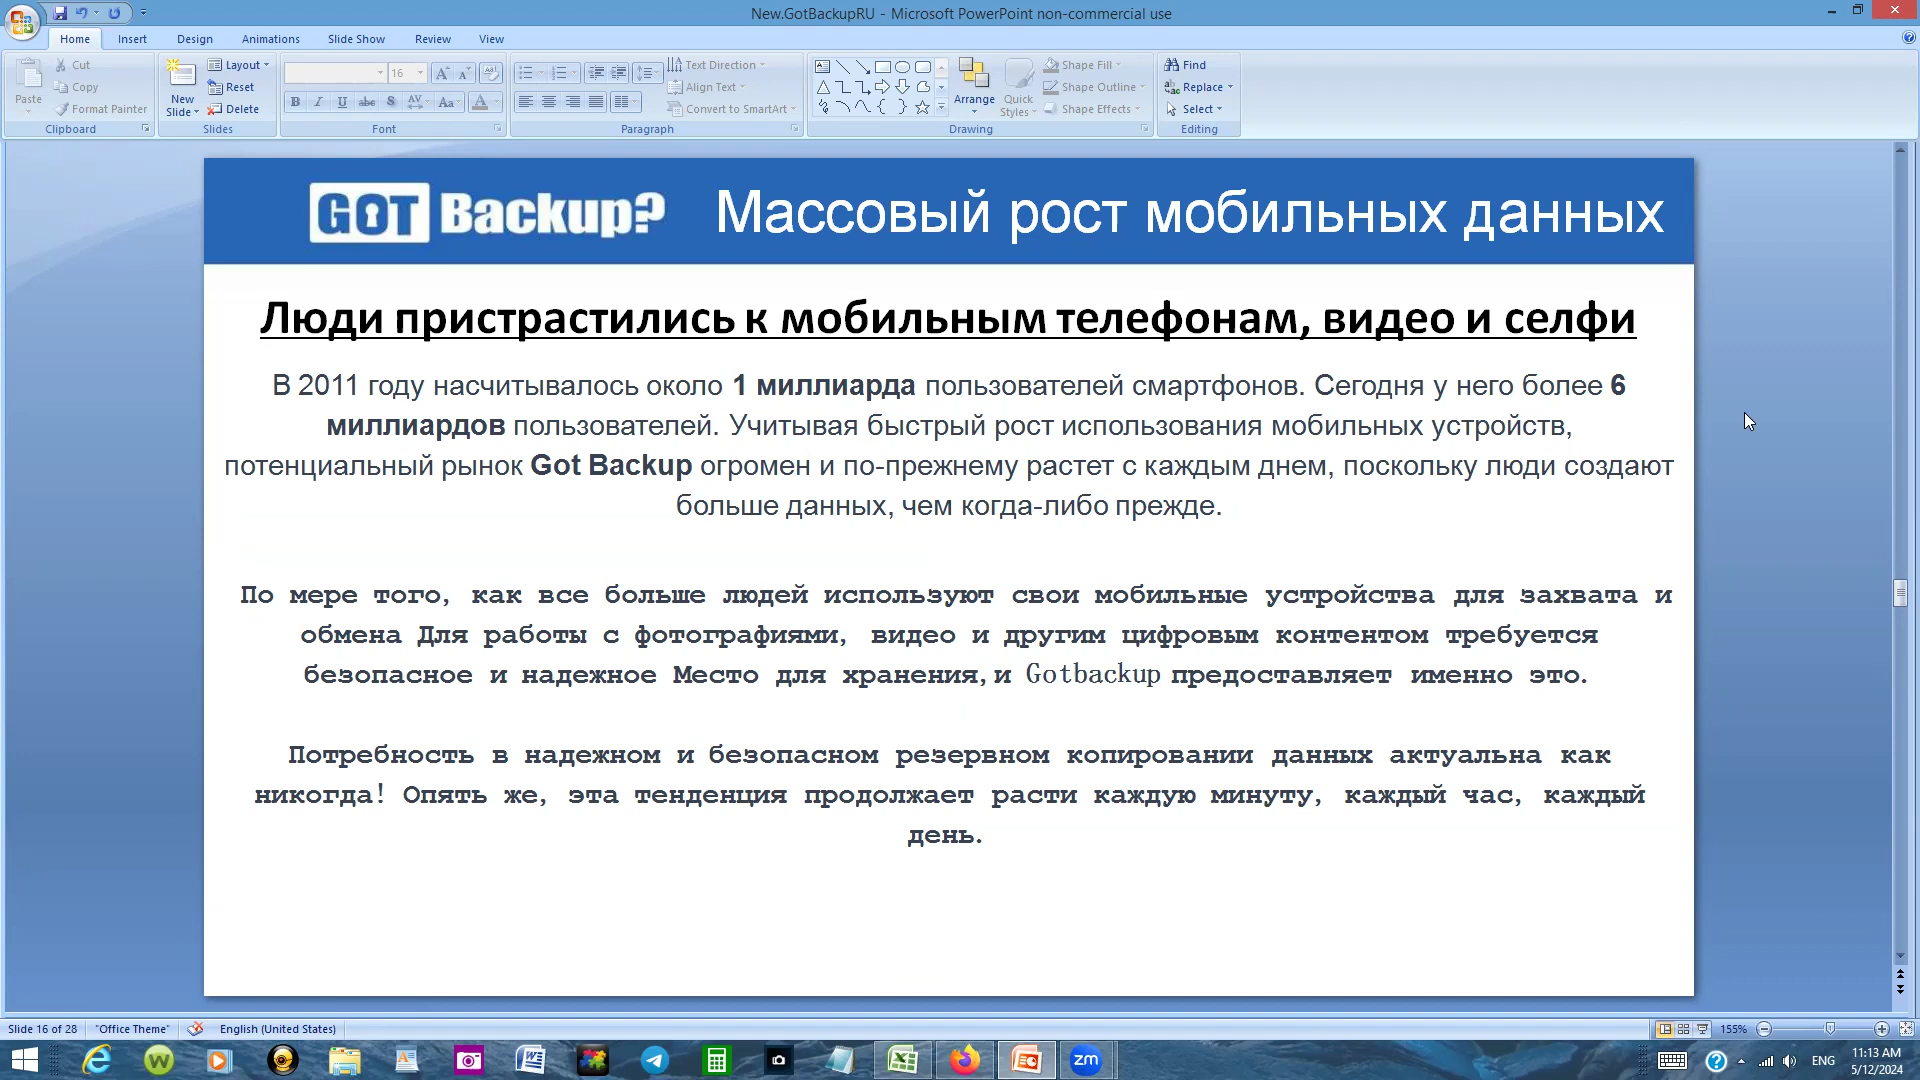 New.GotBackupRU - Microsoft PowerPoint non-commercial use
Home Insert Design Animations Slide Show Review View
Paste
Cut
Copy
Format Painter
Clipboard
New Slide
Layout
Reset
Delete
Slides
16
B I U abc S AV Aa A
Font
Text Direction
Align Text
Convert to SmartArt
Paragraph
Arrange
Quick Styles
Shape Fill
Shape Outline
Shape Effects
Drawing
Find
Replace
Select
Editing
GOT Backup? Массовый рост мобильных данных
Люди пристрастились к мобильным телефонам, видео и селфи
В 2011 году насчитывалось около 1 миллиарда пользователей смартфонов. Сегодня у него более 6
миллиардов пользователей. Учитывая быстрый рост использования мобильных устройств,
потенциальный рынок Got Backup огромен и по-прежнему растет с каждым днем, поскольку люди создают
больше данных, чем когда-либо прежде.
По мере того, как все больше людей используют свои мобильные устройства для захвата и
обмена Для работы с фотографиями, видео и другим цифровым контентом требуется
безопасное и надежное Место для хранения, и Gotbackup предоставляет именно это.
Потребность в надежном и безопасном резервном копировании данных актуальна как
никогда! Опять же, эта тенденция продолжает расти каждую минуту, каждый час, каждый
день.
Slide 16 of 28 "Office Theme" English (United States) 155%
zm ENG 11:13 AM
5/12/2024